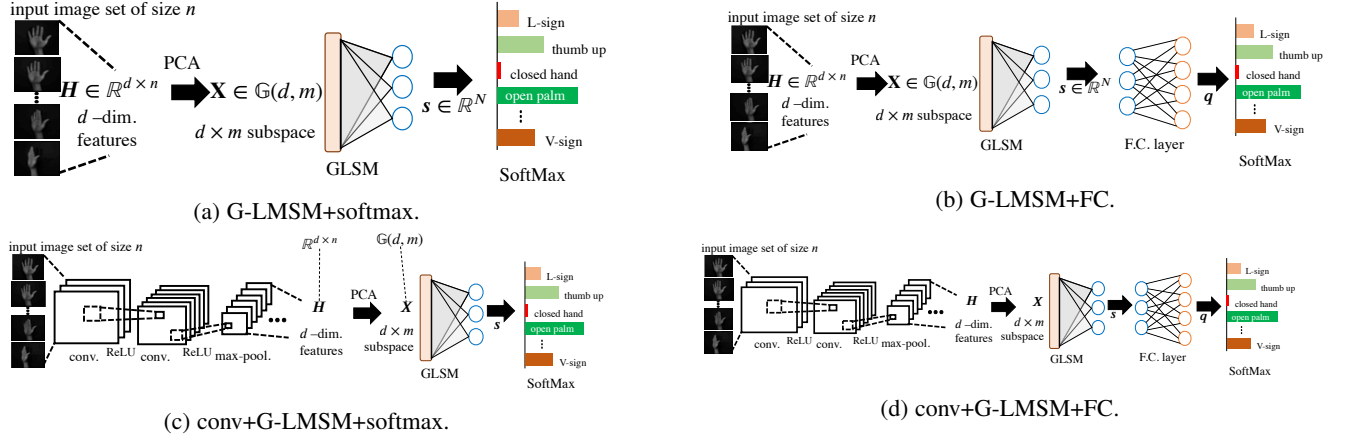 input image set of size n
H ∈ ℝ^{d × n}
d –dim.
features
PCA
X ∈ 𝔾(d, m)
d × m subspace
GLSM
s ∈ ℝ^N
L-sign
thumb up
closed hand
open palm
V-sign
SoftMax
(a) G-LMSM+softmax.
input image set of size n
H ∈ ℝ^{d × n}
d –dim.
features
PCA
X ∈ 𝔾(d, m)
d × m subspace
GLSM
s ∈ ℝ^N
F.C. layer
q
L-sign
thumb up
closed hand
open palm
V-sign
SoftMax
(b) G-LMSM+FC.
input image set of size n
conv.
ReLU
conv.
ReLU
max-pool.
ℝ^{d × n}
H
d –dim.
features
PCA
𝔾(d, m)
X
d × m
subspace
GLSM
s
L-sign
thumb up
closed hand
open palm
V-sign
SoftMax
(c) conv+G-LMSM+softmax.
input image set of size n
conv.
ReLU
conv.
ReLU
max-pool.
H
d –dim.
features
PCA
X
d × m
subspace
GLSM
s
F.C. layer
q
L-sign
thumb up
closed hand
open palm
V-sign
SoftMax
(d) conv+G-LMSM+FC.